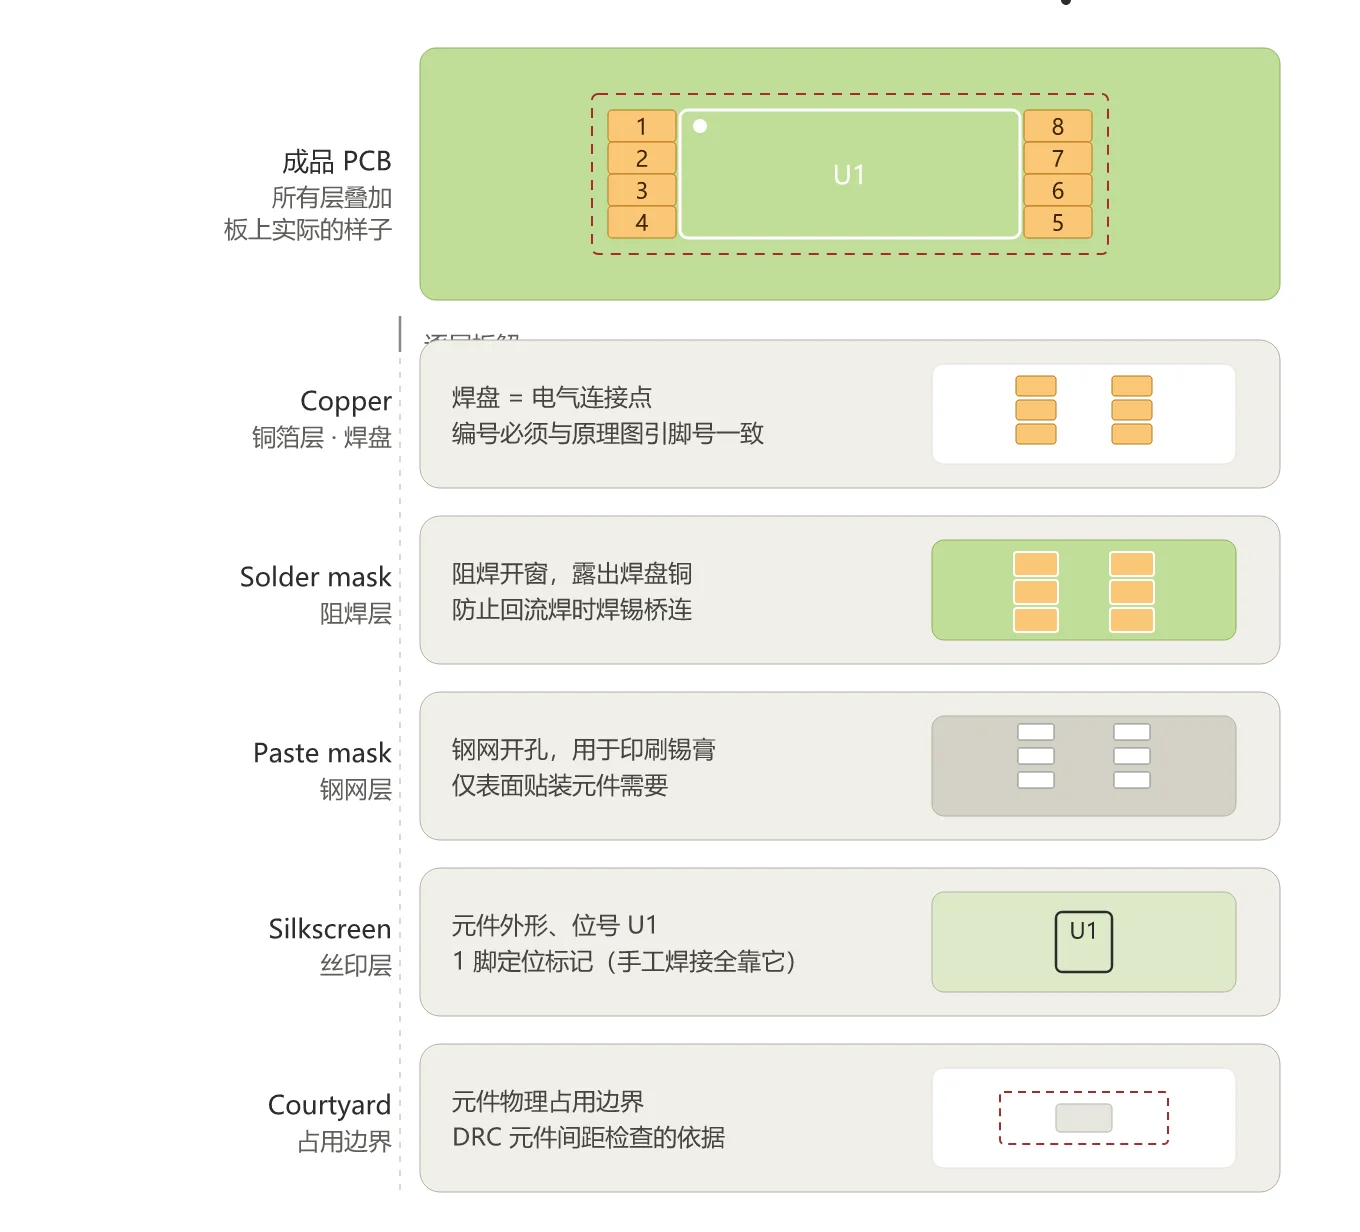 成品 PCB
所有层叠加
板上实际的样子
1
2
3
4
U1
8
7
6
5
Copper
铜箔层 · 焊盘
焊盘 = 电气连接点
编号必须与原理图引脚号一致
Solder mask
阻焊层
阻焊开窗，露出焊盘铜
防止回流焊时焊锡桥连
Paste mask
钢网层
钢网开孔，用于印刷锡膏
仅表面贴装元件需要
Silkscreen
丝印层
元件外形、位号 U1
1 脚定位标记（手工焊接全靠它）
U1
Courtyard
占用边界
元件物理占用边界
DRC 元件间距检查的依据